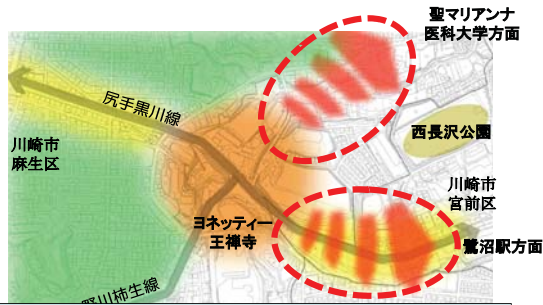 聖マリアンナ
医科大学方面
尻手黒川線
西長沢公園
川崎市
麻生区
川崎市
宮前区
ヨネッティー
王禅寺
鷺沼駅方面
野川柿生線